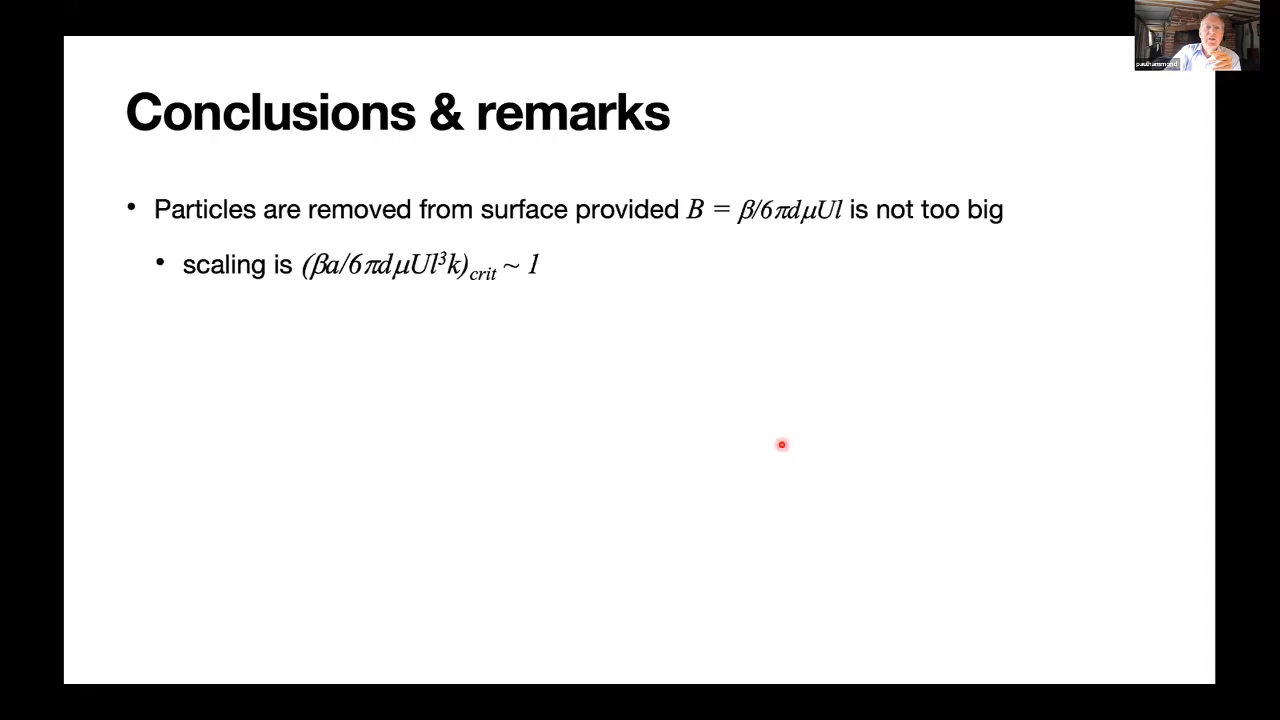 paulhammond
Conclusions & remarks
• Particles are removed from surface provided B = β/6πdμUl is not too big
• scaling is (βa/6πdμUl³k)crit ~ 1